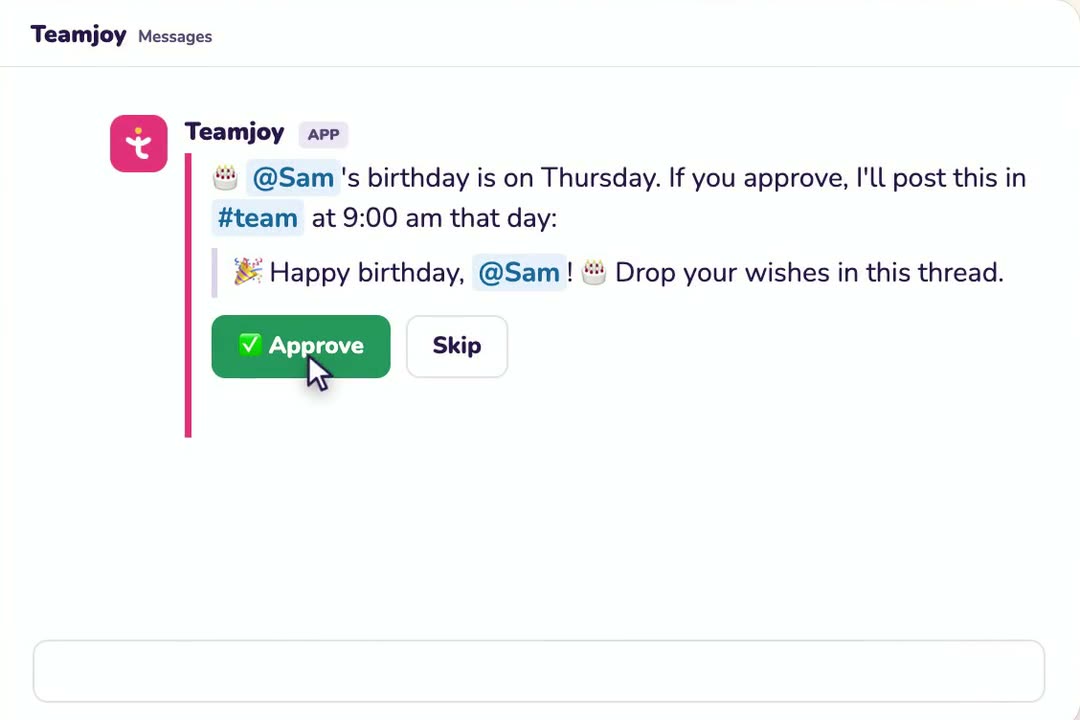 Teamjoy Messages
Teamjoy APP
🎂 @Sam's birthday is on Thursday. If you approve, I'll post this in
#team at 9:00 am that day:
🎉 Happy birthday, @Sam! 🎂 Drop your wishes in this thread.
✅ Approve Skip